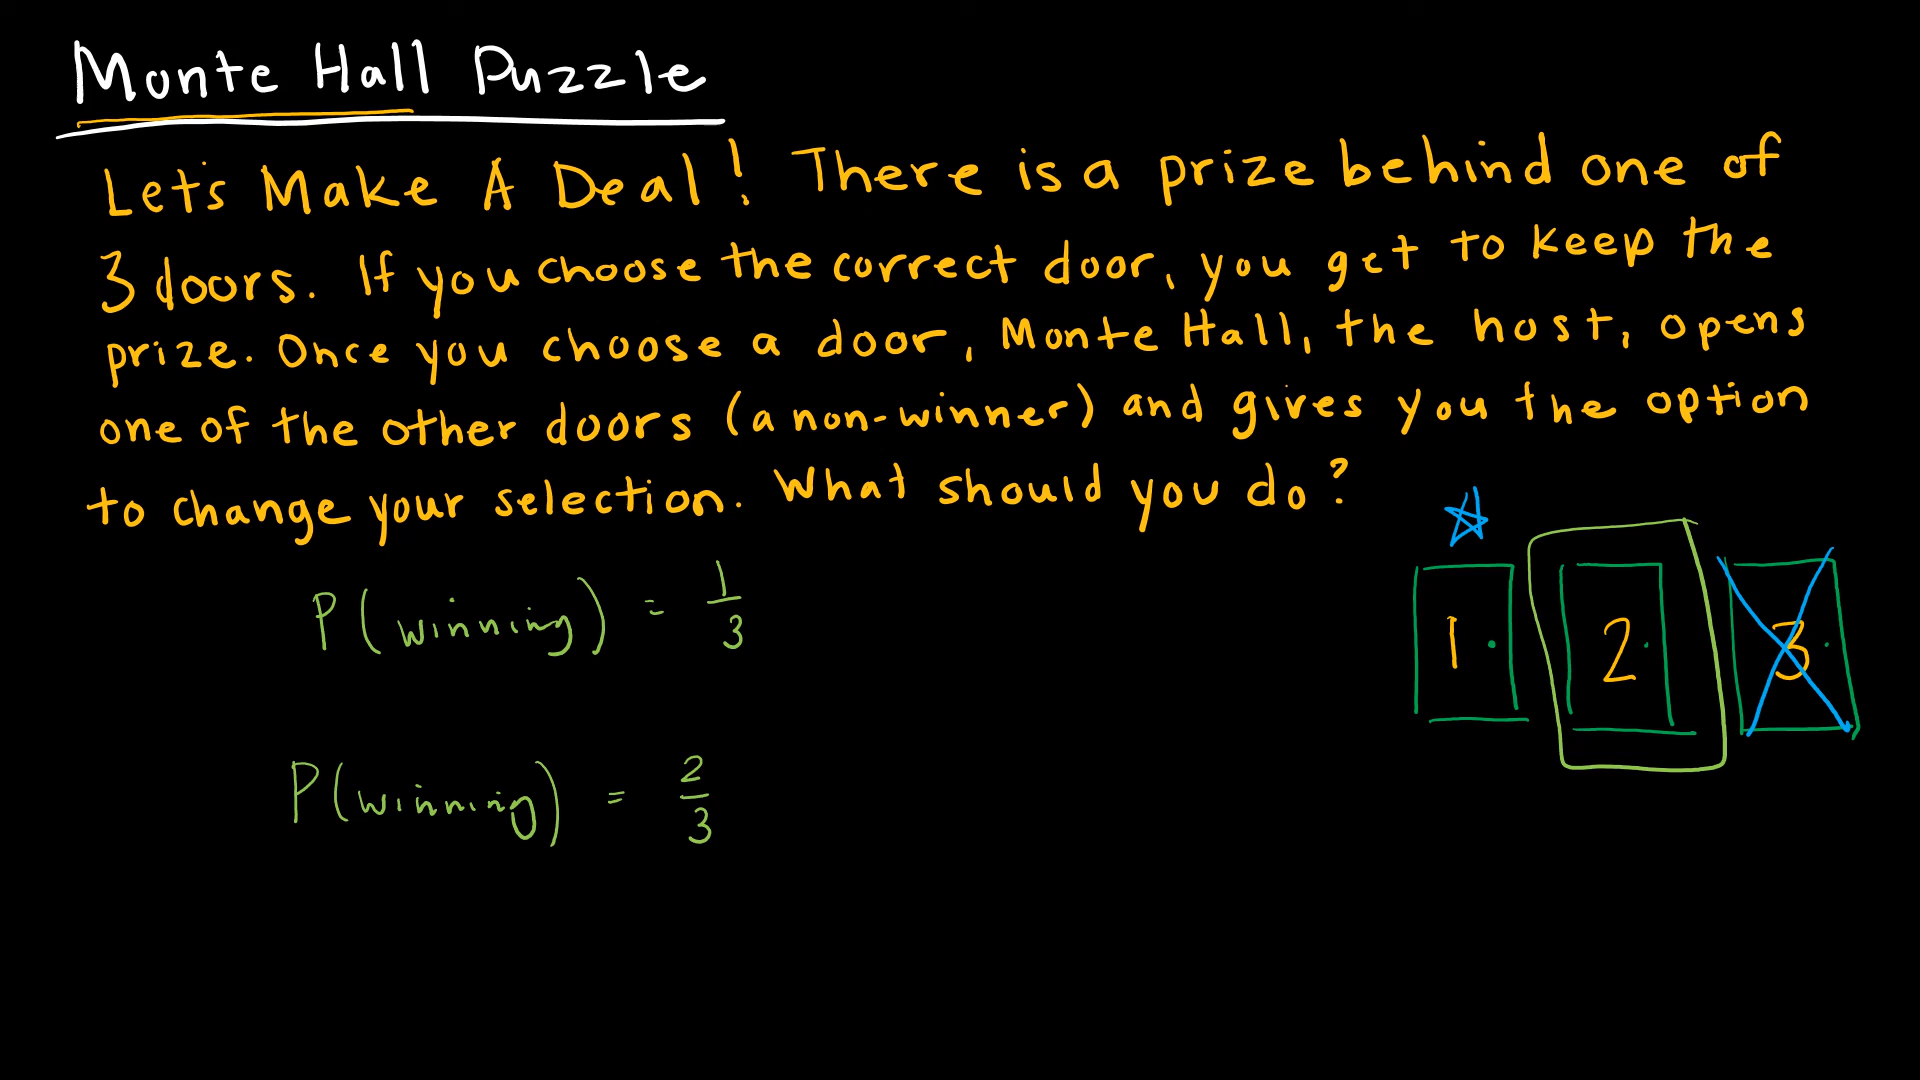 Monte Hall Puzzle
Let's Make A Deal! There is a prize behind one of
3 doors. If you choose the correct door, you get to keep the
prize. Once you choose a door, Monte Hall, the host, opens
one of the other doors (a non-winner) and gives you the option
to change your selection. What should you do?
P(winning) = 1/3
1 2 3
P(winning) = 2/3